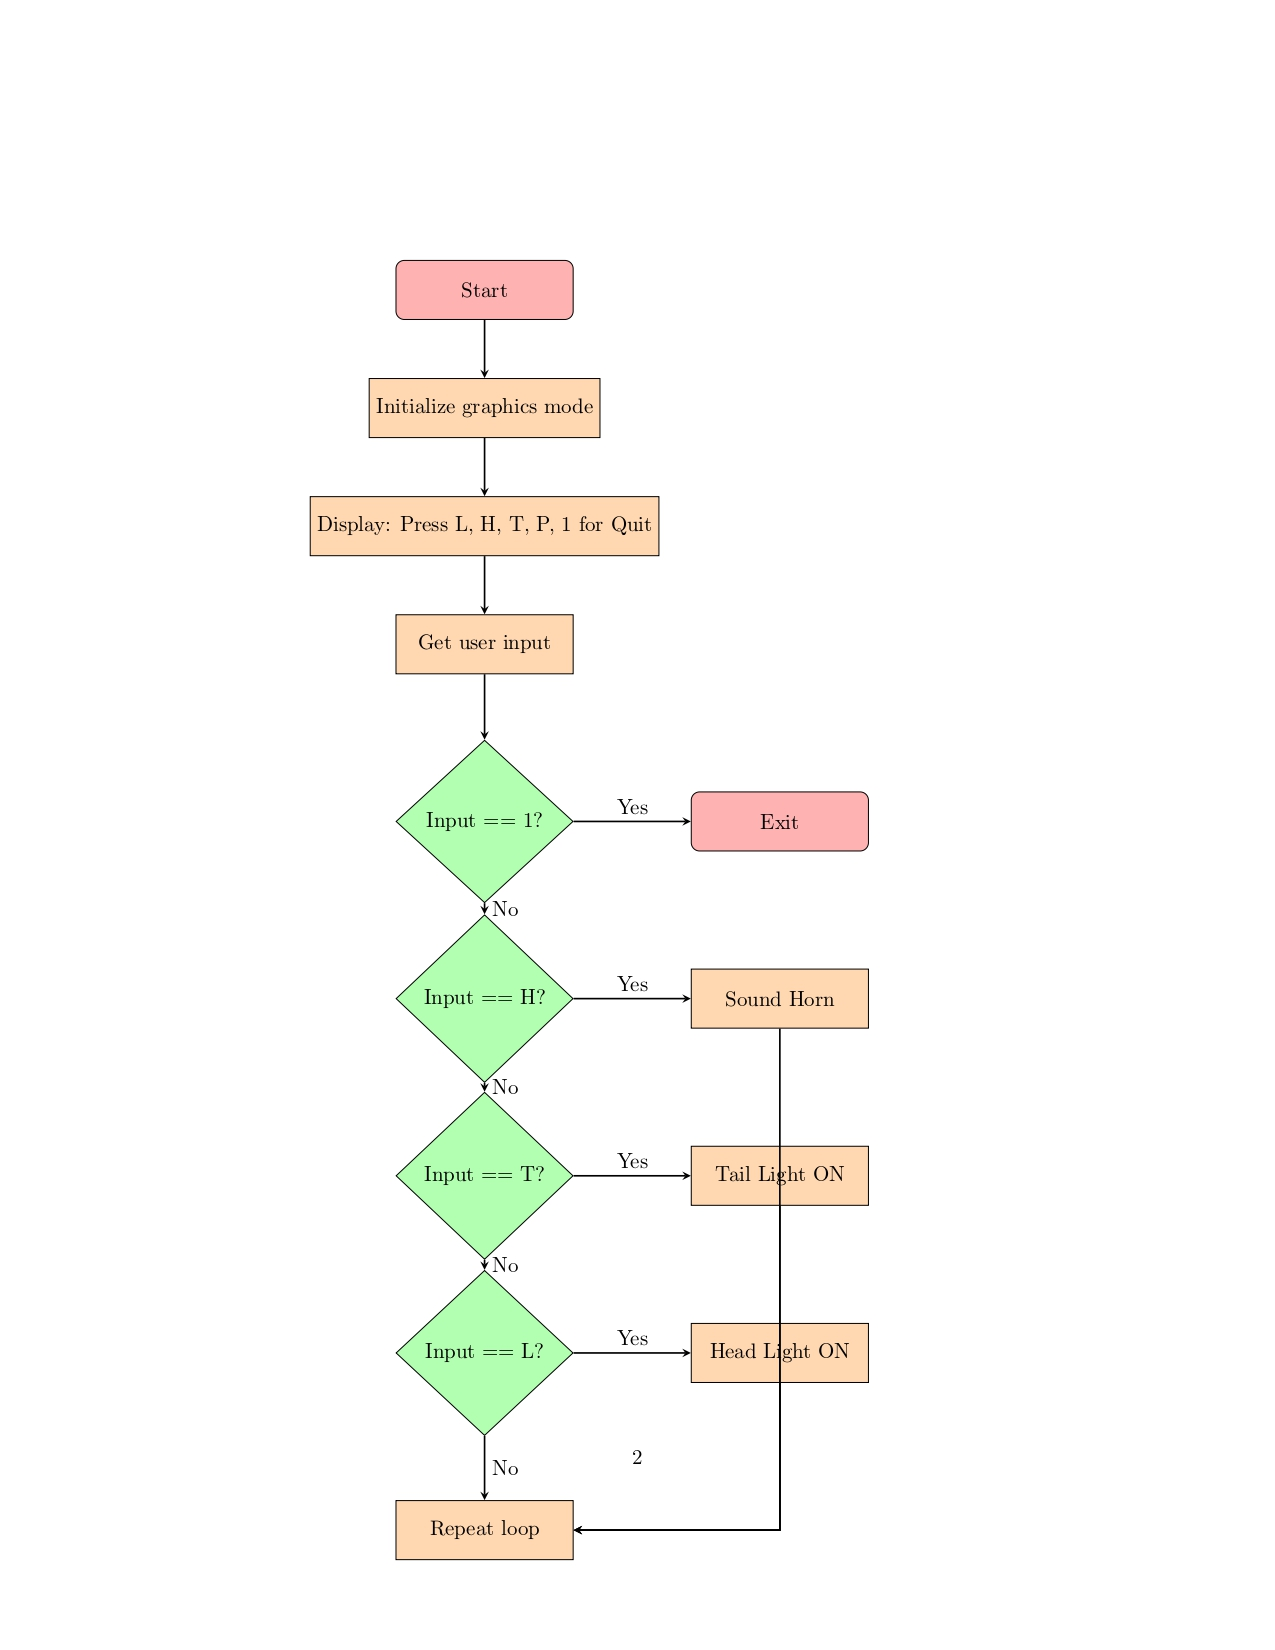 Start
Initialize graphics mode
Display: Press L, H, T, P, 1 for Quit
Get user input
Input == 1?
Yes
Exit
No
Input == H?
Yes
Sound Horn
No
Input == T?
Yes
Tail Light ON
No
Input == L?
Yes
Head Light ON
No
2
Repeat loop